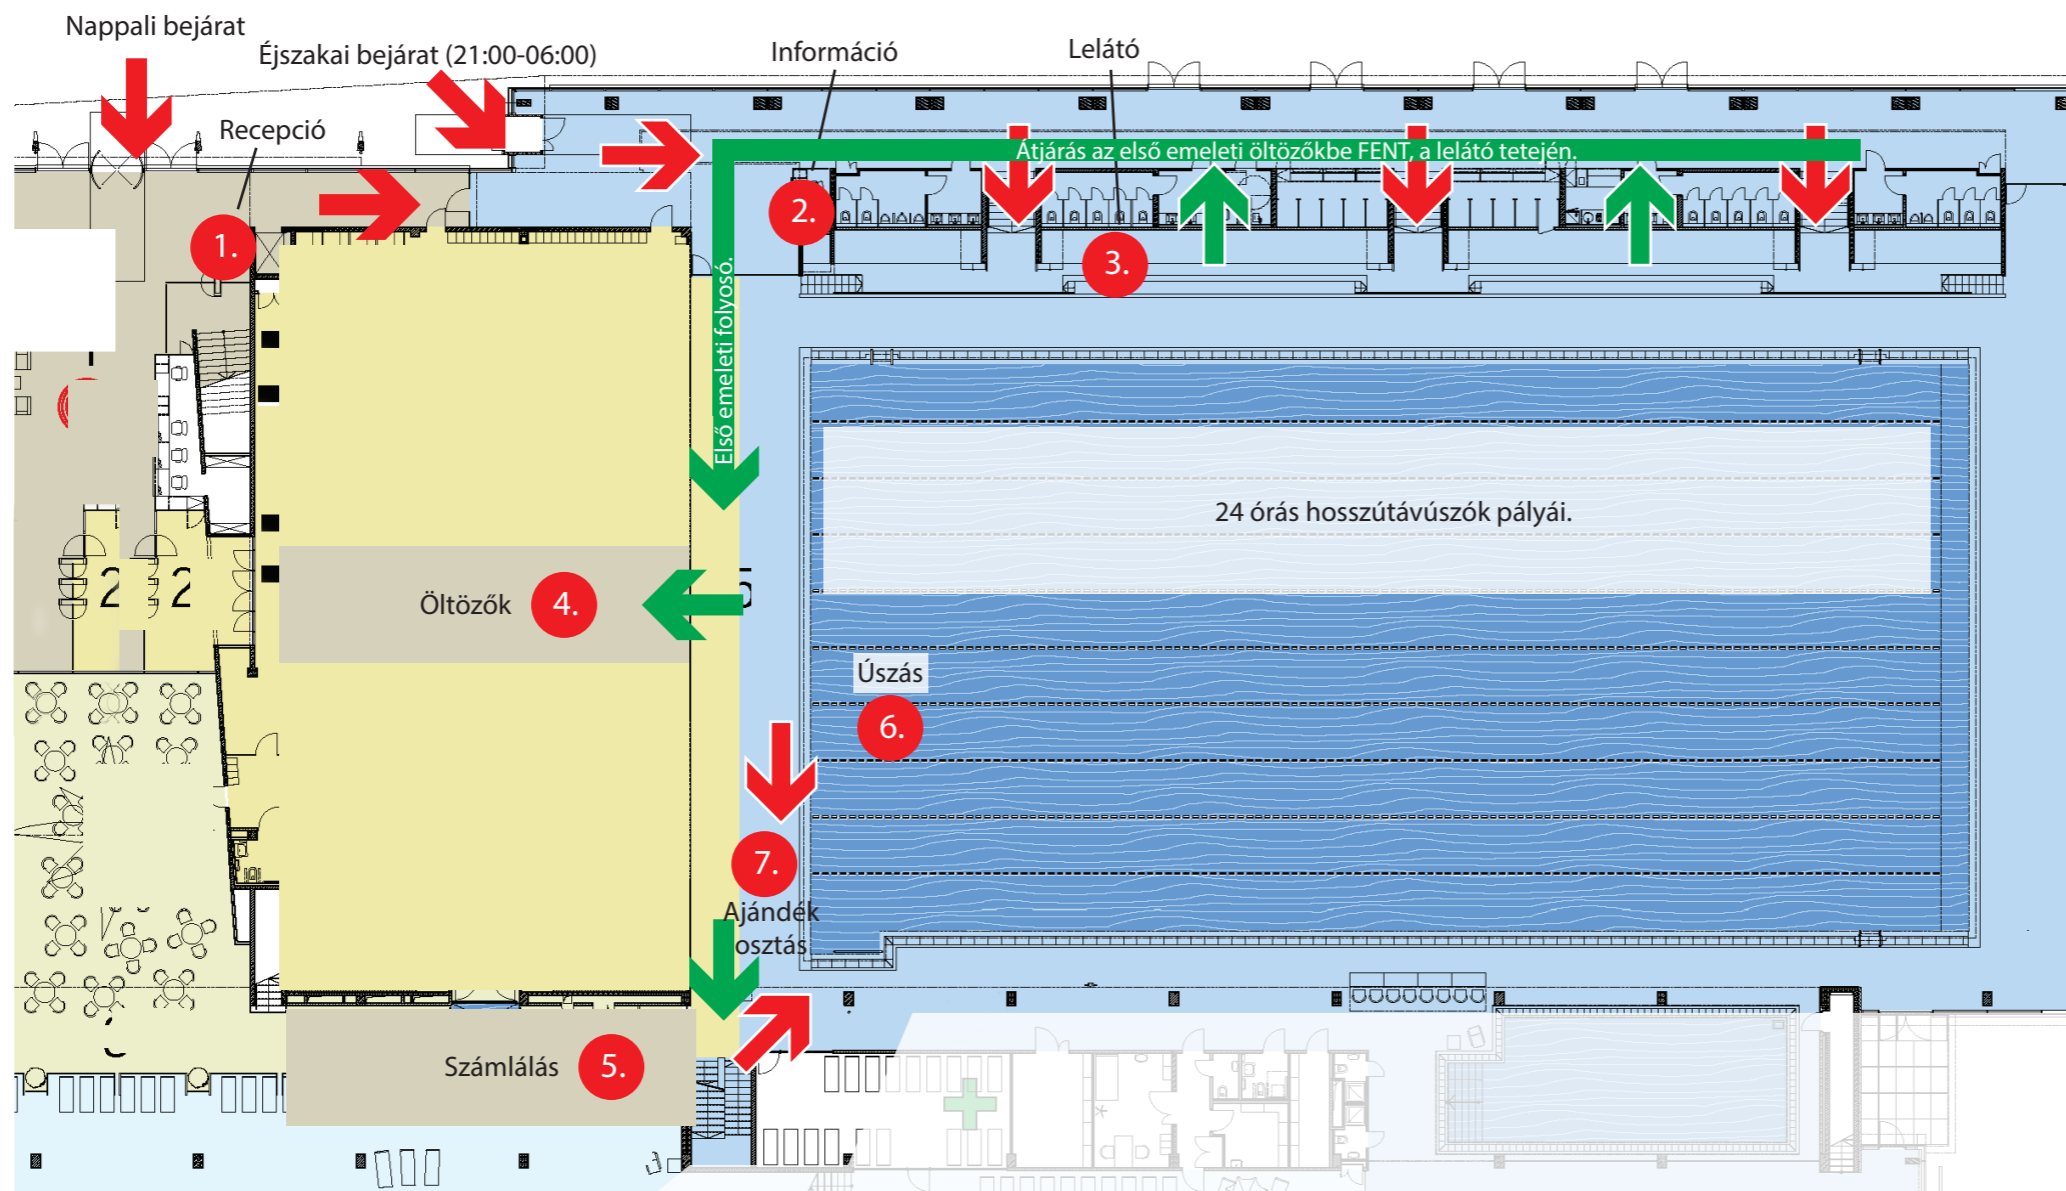 Nappali bejárat
Éjszakai bejárat (21:00-06:00)
Információ
Lelátó
Recepció
1.
2.
3.
Átjárás az első emeleti öltözőkbe FENT, a lelátó tetején.
Első emeleti folyosó.
24 órás hosszútávúszók pályái.
2
2
Öltözők
4.
Úszás
6.
7.
Ajándék
osztás
Számlálás
5.